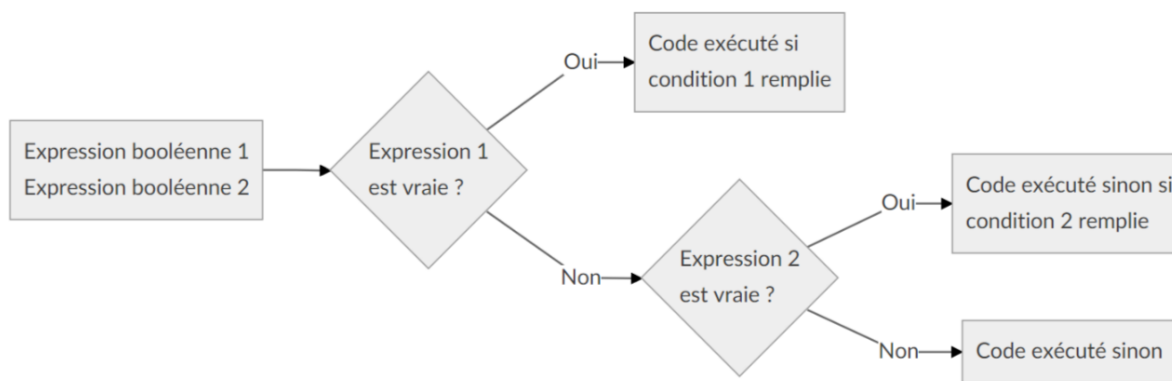 Expression booléenne 1
Expression booléenne 2
Expression 1
est vraie ?
Oui
Code exécuté si
condition 1 remplie
Non
Expression 2
est vraie ?
Oui
Code exécuté sinon si
condition 2 remplie
Non
Code exécuté sinon